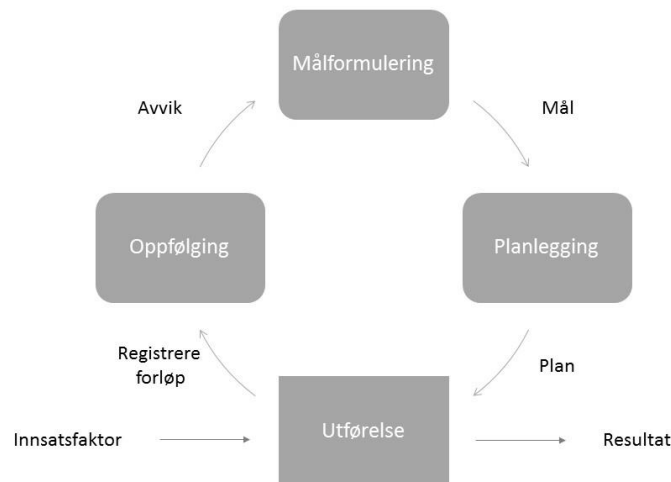 Målformulering
Avvik
Mål
Oppfølging
Planlegging
Registrere
forløp
Plan
Innsatsfaktor
Utførelse
Resultat